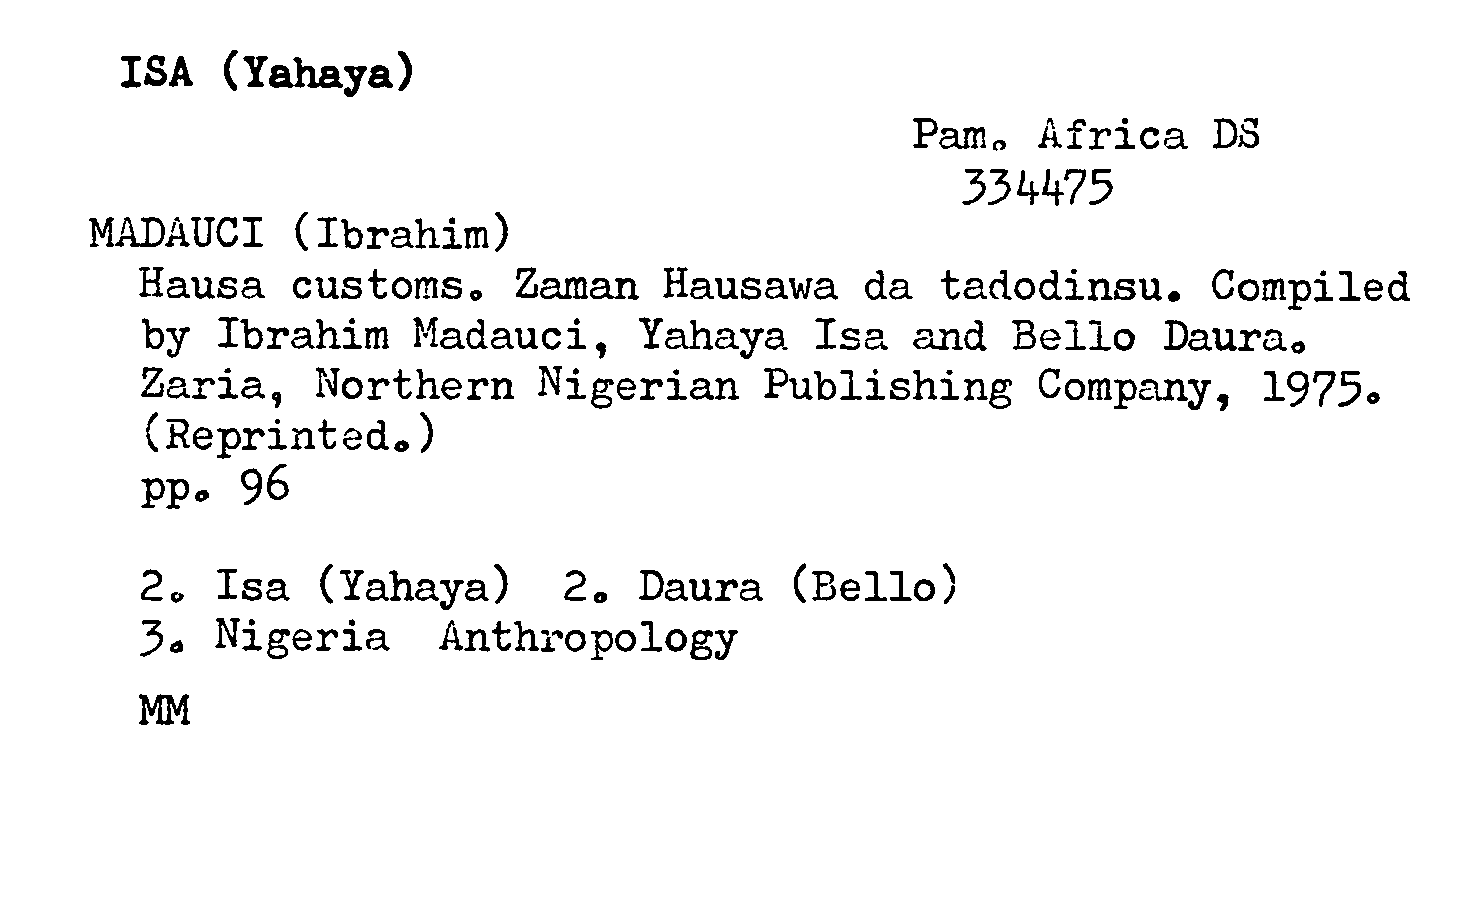 ISA (Yahaya)
Pam. Africa DS
334475
MADAUCI (Ibrahim)
Hausa customs. Zaman Hausawa da tadodinsu. Compiled
by Ibrahim Madauci, Yahaya Isa and Bello Daura.
Zaria, Northern Nigerian Publishing Company, 1975.
(Reprinted.)
pp. 96
2. Isa (Yahaya) 2. Daura (Bello)
3. Nigeria Anthropology
MM